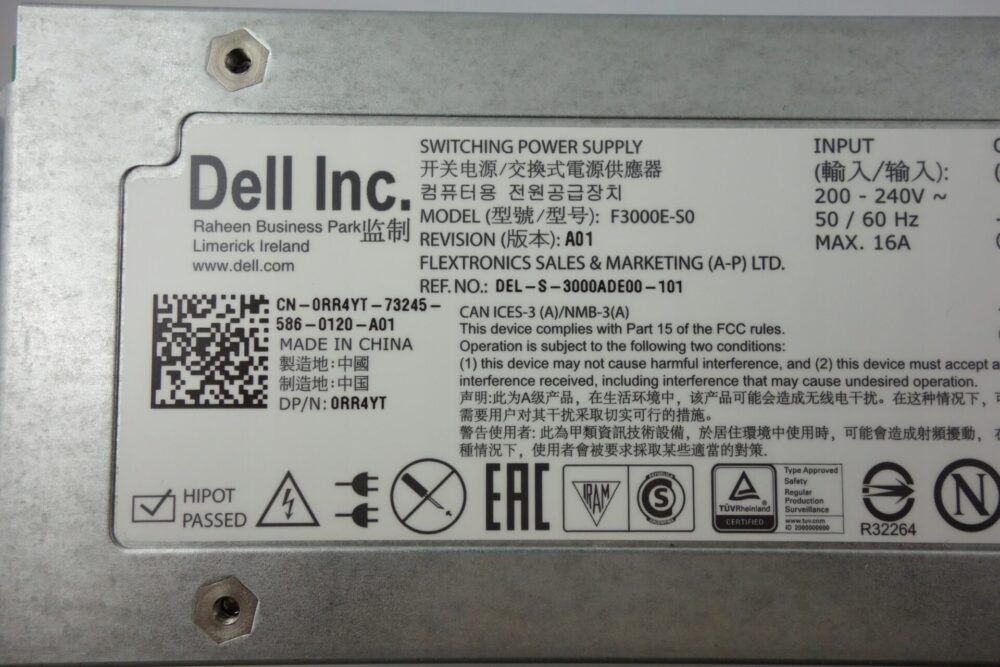 Dell Inc.
Raheen Business Park监制
Limerick Ireland
www.dell.com
SWITCHING POWER SUPPLY
开关电源/交換式電源供應器
컴퓨터용 전원공급장치
MODEL (型號/型号): F3000E-S0
REVISION (版本): A01
FLEXTRONICS SALES & MARKETING (A-P) LTD.
REF. NO.: DEL-S-3000ADE00-101
INPUT
(輸入/输入):
200 - 240V ~
50 / 60 Hz
MAX. 16A
CN-0RR4YT-73245-
586-0120-A01
MADE IN CHINA
製造地:中國
制造地:中国
DP/N: 0RR4YT
CAN ICES-3 (A)/NMB-3(A)
This device complies with Part 15 of the FCC rules.
Operation is subject to the following two conditions:
(1) this device may not cause harmful interference, and (2) this device must accept a
interference received, including interference that may cause undesired operation.
声明:此为A级产品，在生活环境中，该产品可能会造成无线电干扰。在这种情况下，
需要用户对其干扰采取切实可行的措施。
警告使用者: 此為甲類資訊技術設備，於居住環境中使用時，可能會造成射頻擾動，
種情況下，使用者會被要求採取某些適當的對策.
HIPOT
PASSED
EAC
IRAM
S
TÜVRheinland
CERTIFIED
Type Approved
Safety
Regular
Production
Surveillance
www.tuv.com
ID 2000000000
R32264
N